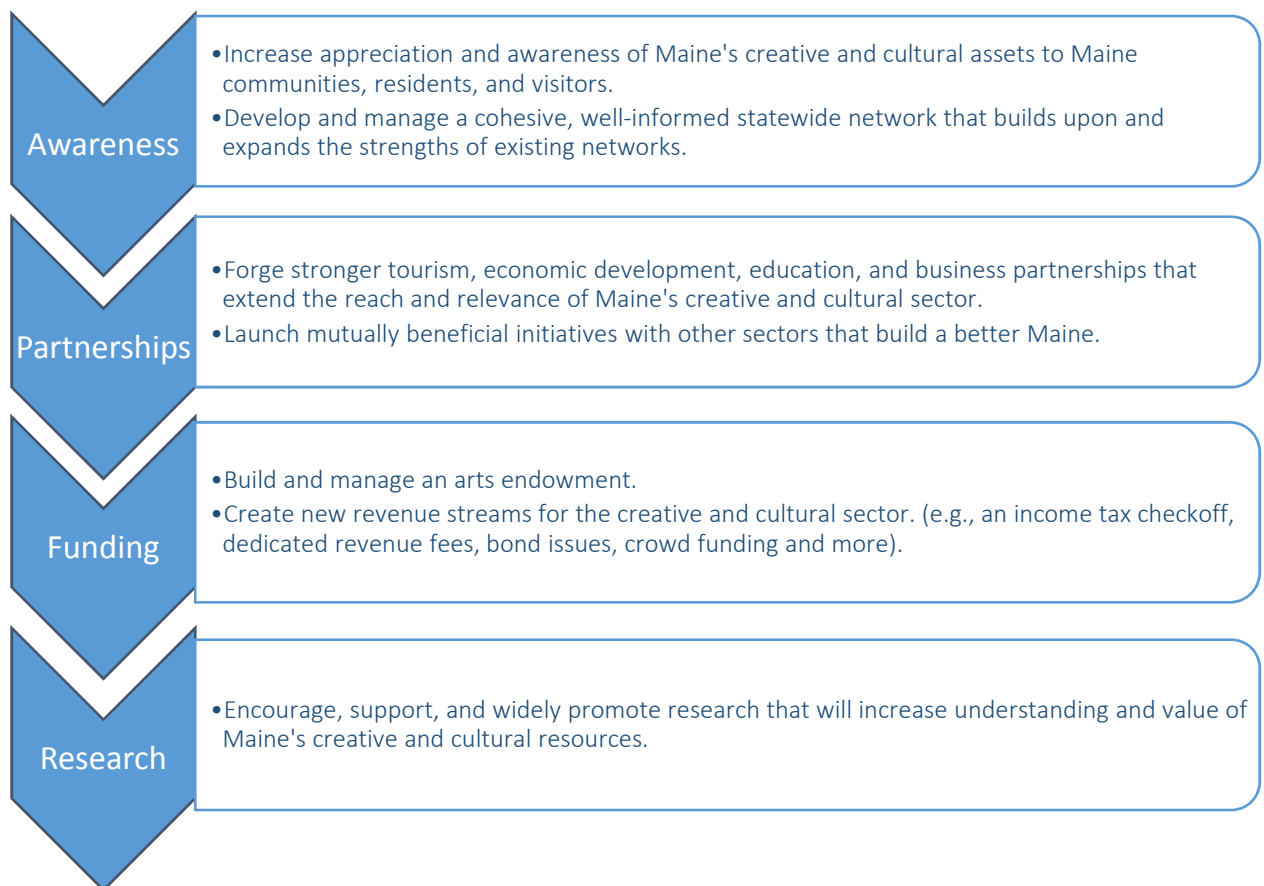 Awareness
•Increase appreciation and awareness of Maine's creative and cultural assets to Maine
communities, residents, and visitors.
•Develop and manage a cohesive, well-informed statewide network that builds upon and
expands the strengths of existing networks.
Partnerships
•Forge stronger tourism, economic development, education, and business partnerships that
extend the reach and relevance of Maine's creative and cultural sector.
•Launch mutually beneficial initiatives with other sectors that build a better Maine.
Funding
•Build and manage an arts endowment.
•Create new revenue streams for the creative and cultural sector. (e.g., an income tax checkoff,
dedicated revenue fees, bond issues, crowd funding and more).
Research
•Encourage, support, and widely promote research that will increase understanding and value of
Maine's creative and cultural resources.